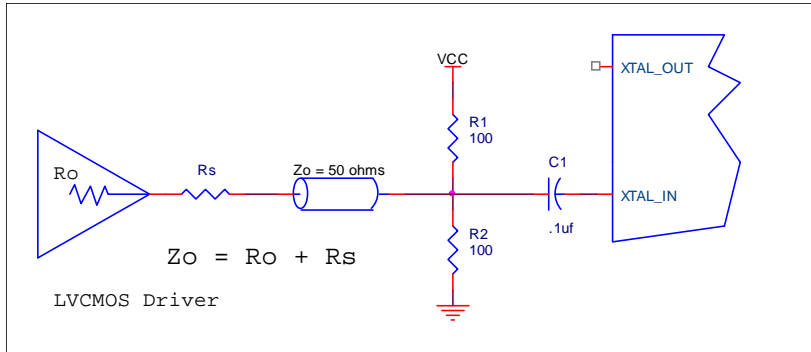 VCC
XTAL_OUT
R1
100
Ro
Rs
Zo = 50 ohms
C1
XTAL_IN
.1uf
R2
100
Zo = Ro + Rs
LVCMOS Driver